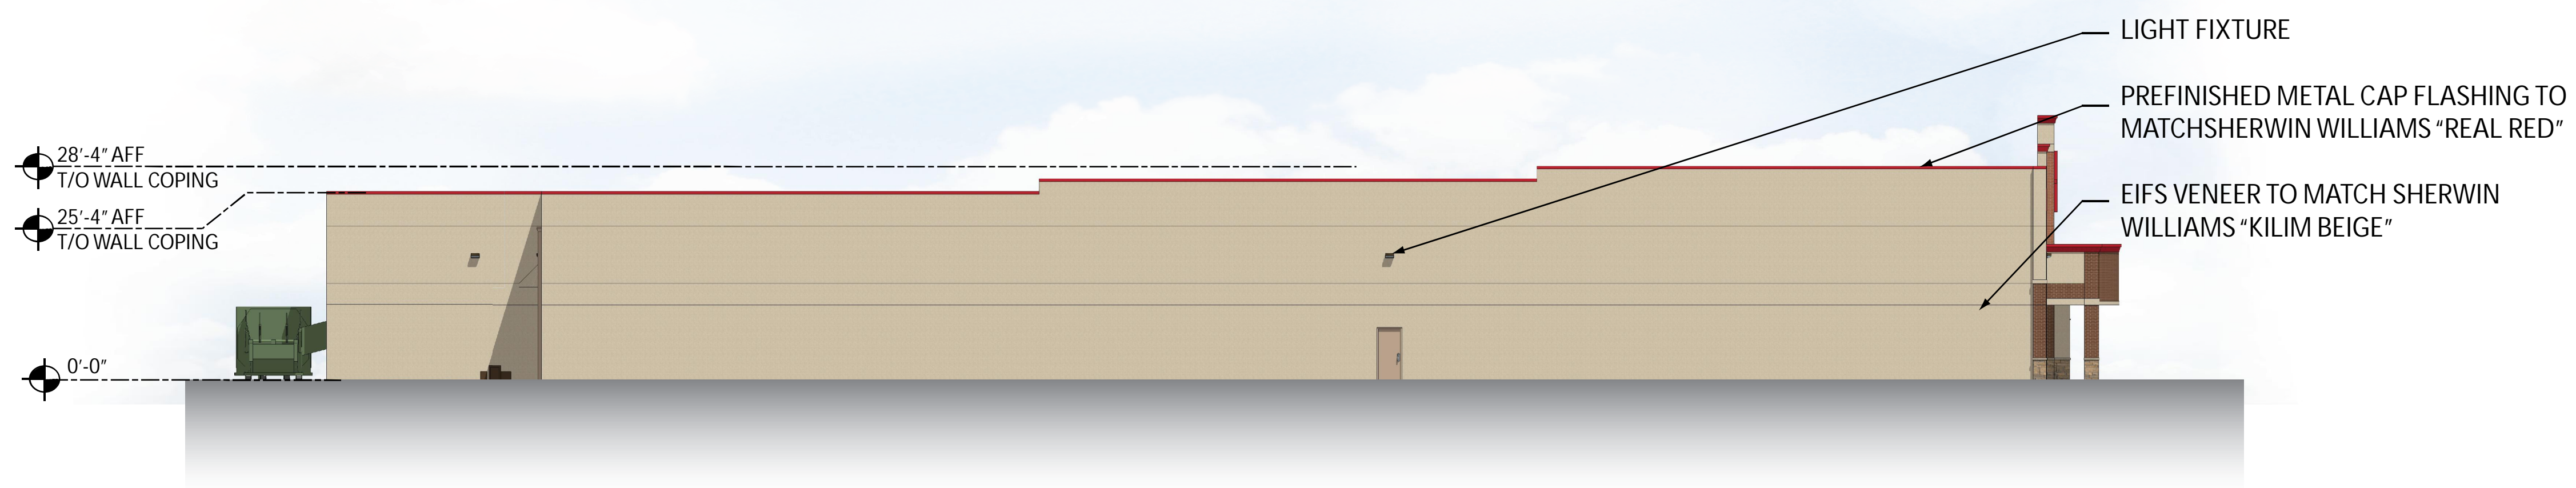 LIGHT FIXTURE
PREFINISHED METAL CAP FLASHING TO
MATCHSHERWIN WILLIAMS “REAL RED”
28’-4” AFF
T/O WALL COPING
EIFS VENEER TO MATCH SHERWIN
WILLIAMS “KILIM BEIGE”
25’-4” AFF
T/O WALL COPING
0’-0”